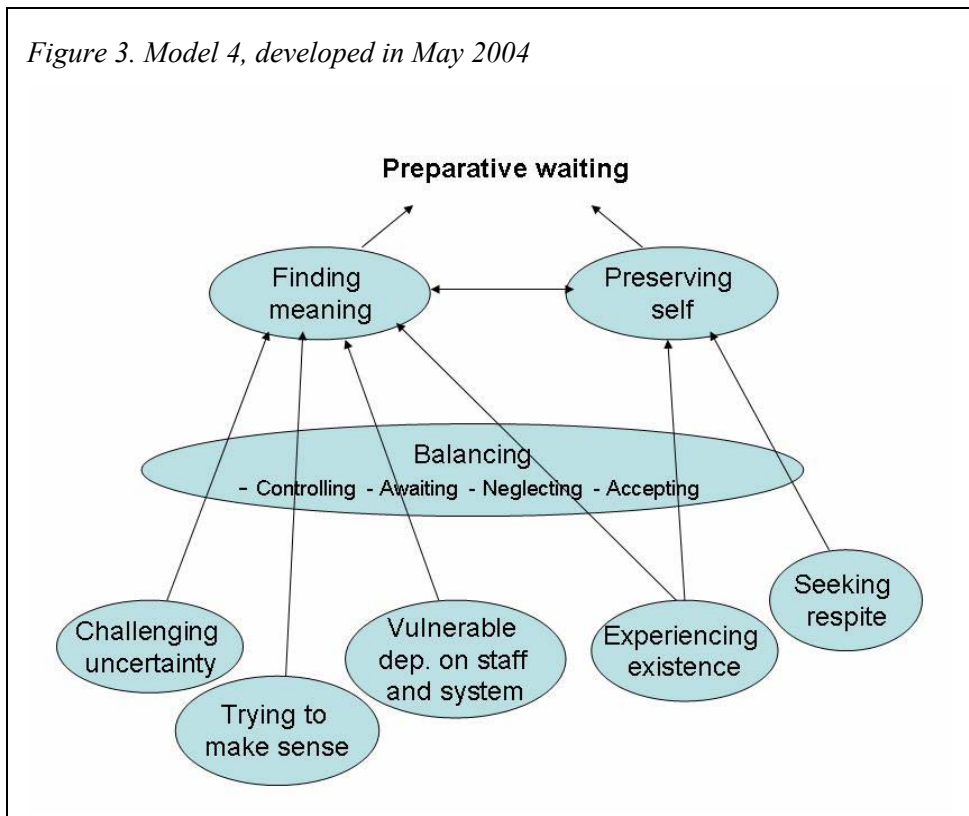 Figure 3. Model 4, developed in May 2004
Preparative waiting
Finding
meaning
Preserving
self
Balancing
- Controlling - Awaiting - Neglecting - Accepting
Challenging
uncertainty
Trying to
make sense
Vulnerable
dep. on staff
and system
Experiencing
existence
Seeking
respite